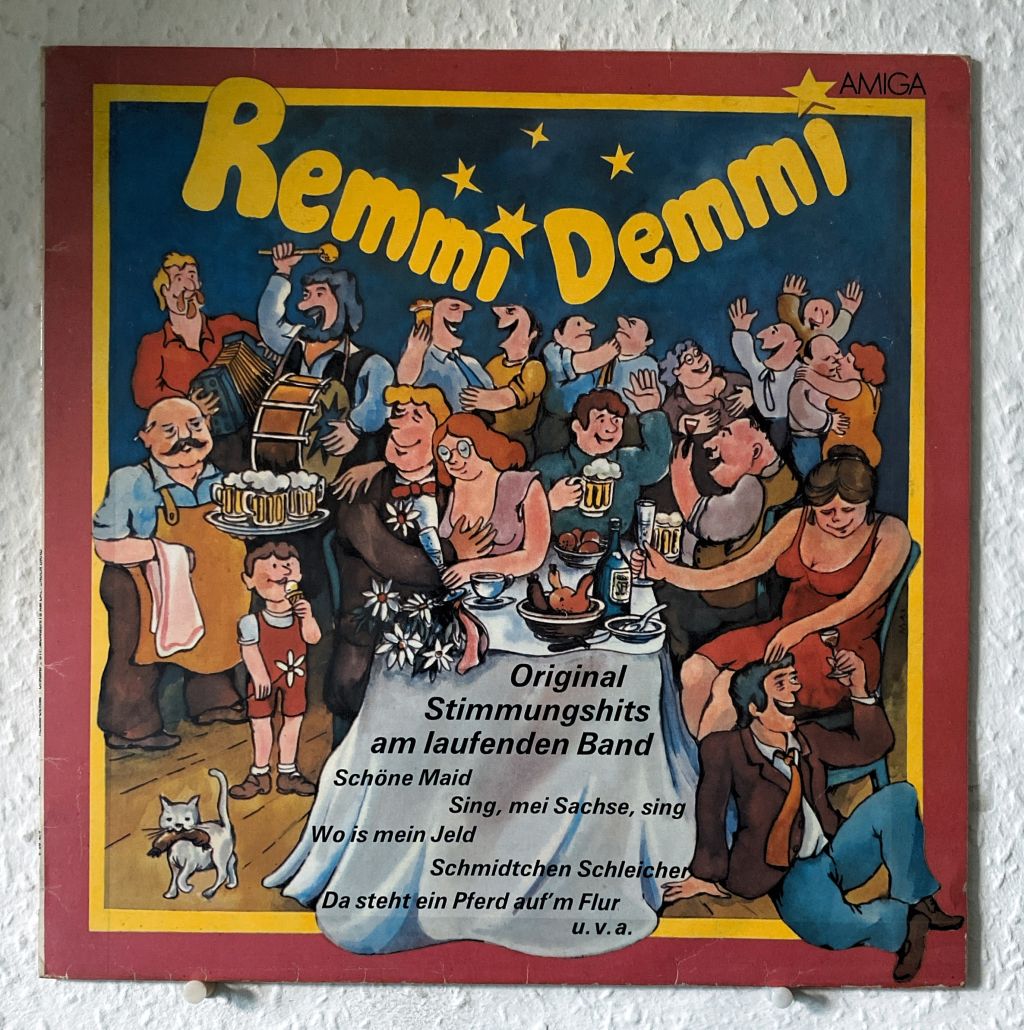 AMIGA
Remmi Demmi
Original
Stimmungshits
am laufenden Band
Schöne Maid
Sing, mei Sachse, sing
Wo is mein Jeld
Schmidtchen Schleicher
Da steht ein Pferd auf'm Flur
u. v. a.